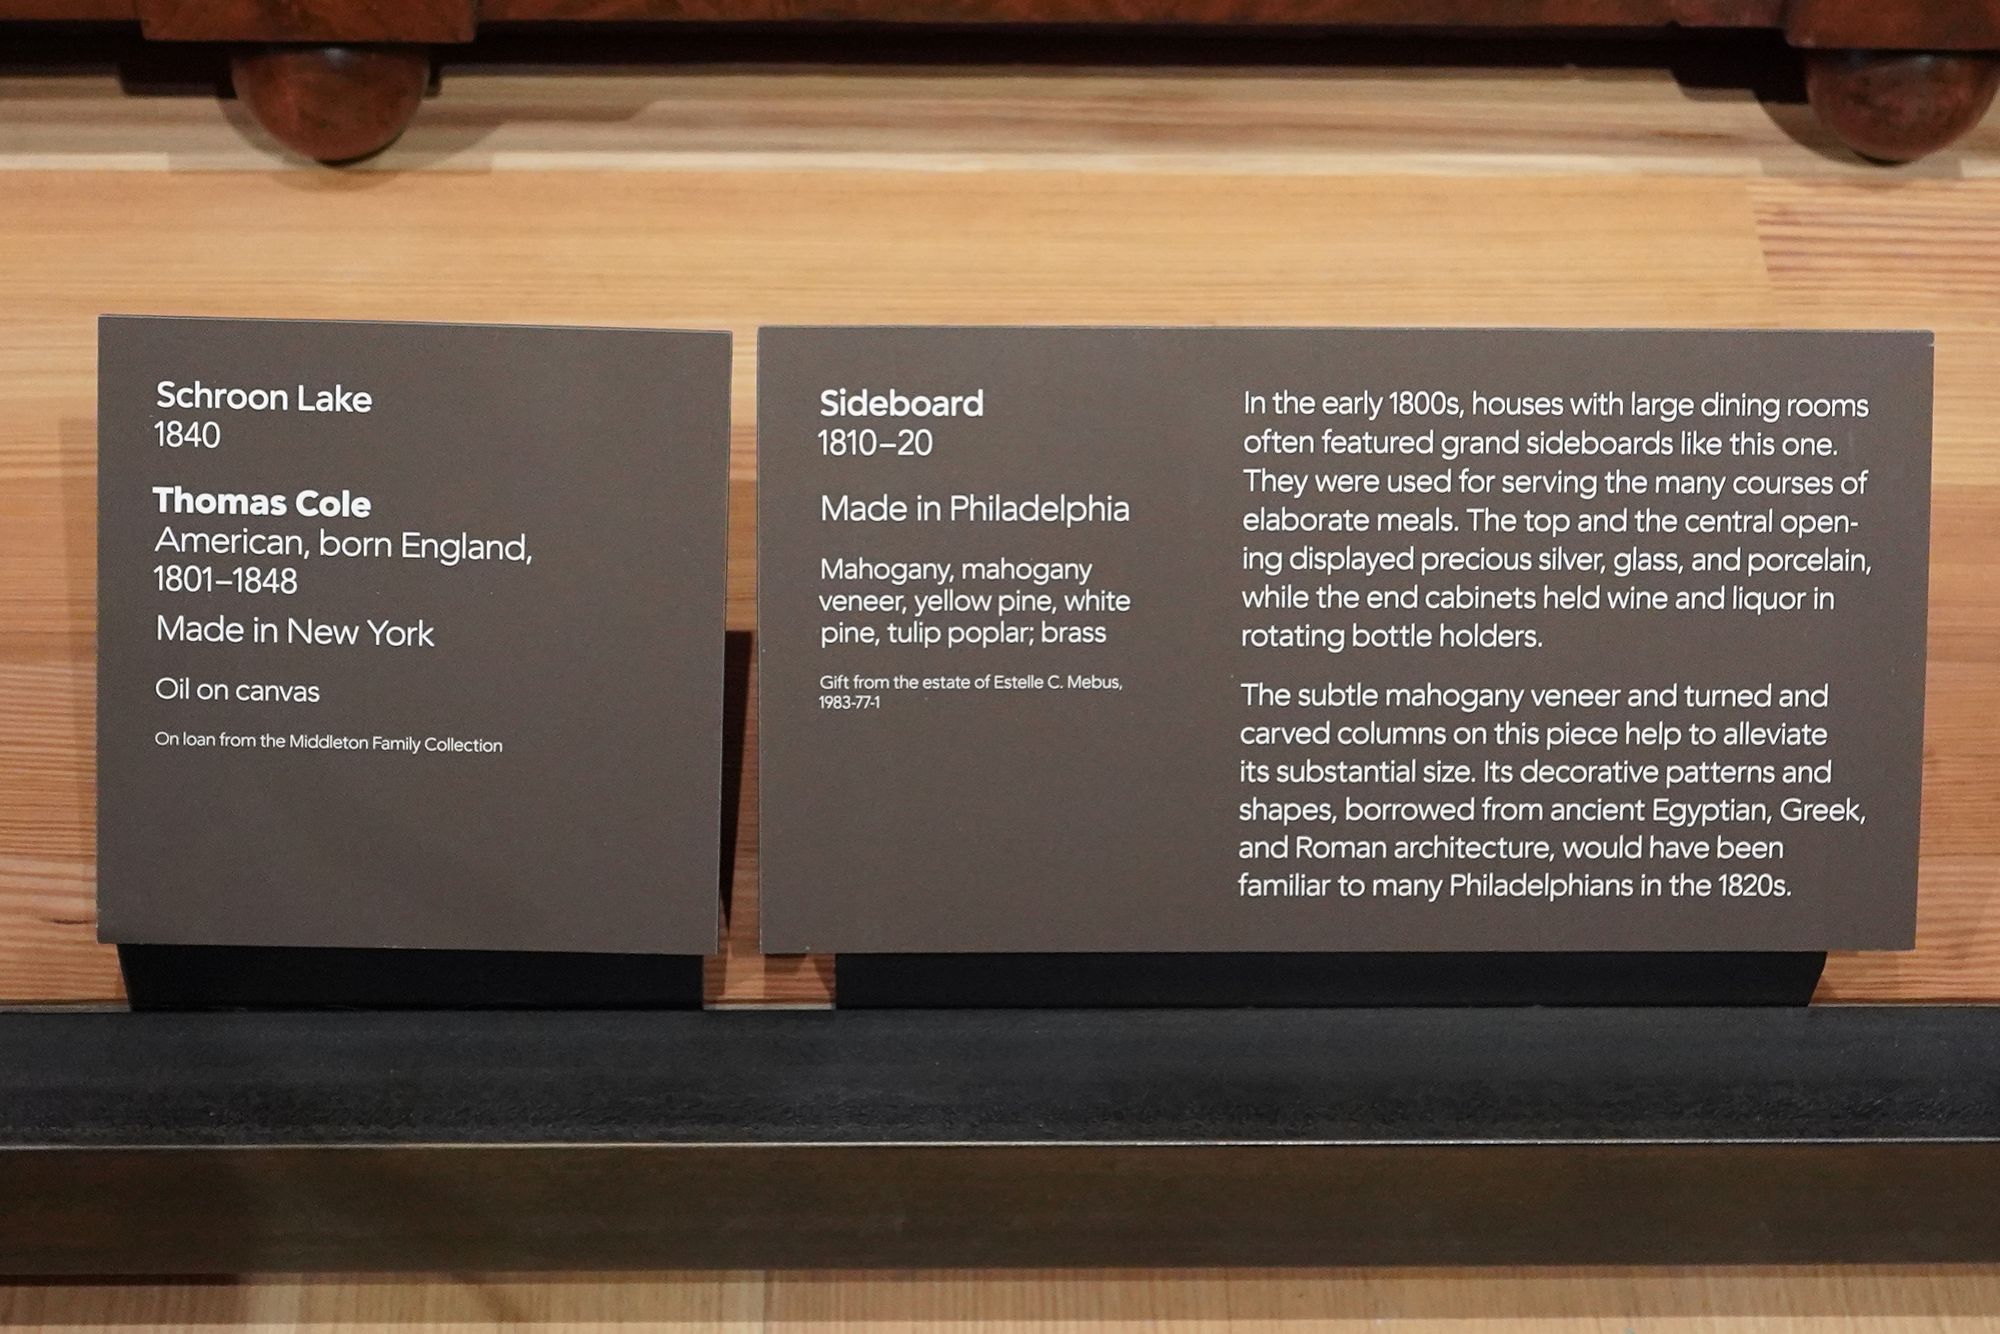 Schroon Lake
1840
Thomas Cole
American, born England,
1801–1848
Made in New York
Oil on canvas
On loan from the Middleton Family Collection
Sideboard
1810–20
Made in Philadelphia
Mahogany, mahogany
veneer, yellow pine, white
pine, tulip poplar; brass
Gift from the estate of Estelle C. Mebus,
1983-77-1
In the early 1800s, houses with large dining rooms
often featured grand sideboards like this one.
They were used for serving the many courses of
elaborate meals. The top and the central open-
ing displayed precious silver, glass, and porcelain,
while the end cabinets held wine and liquor in
rotating bottle holders.
The subtle mahogany veneer and turned and
carved columns on this piece help to alleviate
its substantial size. Its decorative patterns and
shapes, borrowed from ancient Egyptian, Greek,
and Roman architecture, would have been
familiar to many Philadelphians in the 1820s.